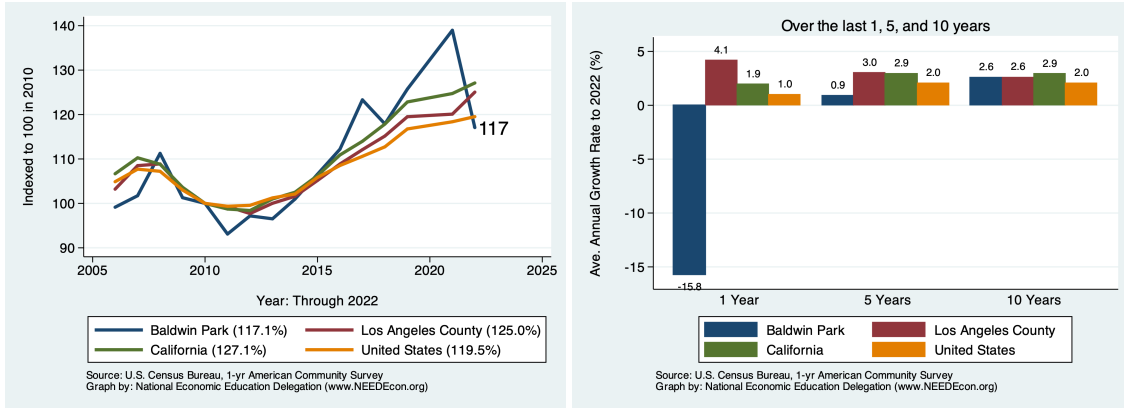 140
130
120
110
100
90
Indexed to 100 in 2010
117
2005
2010
2015
2020
2025
Year: Through 2022
Baldwin Park (117.1%)
Los Angeles County (125.0%)
California (127.1%)
United States (119.5%)
Source: U.S. Census Bureau, 1-yr American Community Survey
Graph by: National Economic Education Delegation (www.NEEDEcon.org)
Over the last 1, 5, and 10 years
Ave. Annual Growth Rate to 2022 (%)
5
0
-5
-10
-15
-15.8
4.1
1.9
1.0
0.9
3.0
2.9
2.0
2.6
2.6
2.9
2.0
1 Year
5 Years
10 Years
Baldwin Park
Los Angeles County
California
United States
Source: U.S. Census Bureau, 1-yr American Community Survey
Graph by: National Economic Education Delegation (www.NEEDEcon.org)